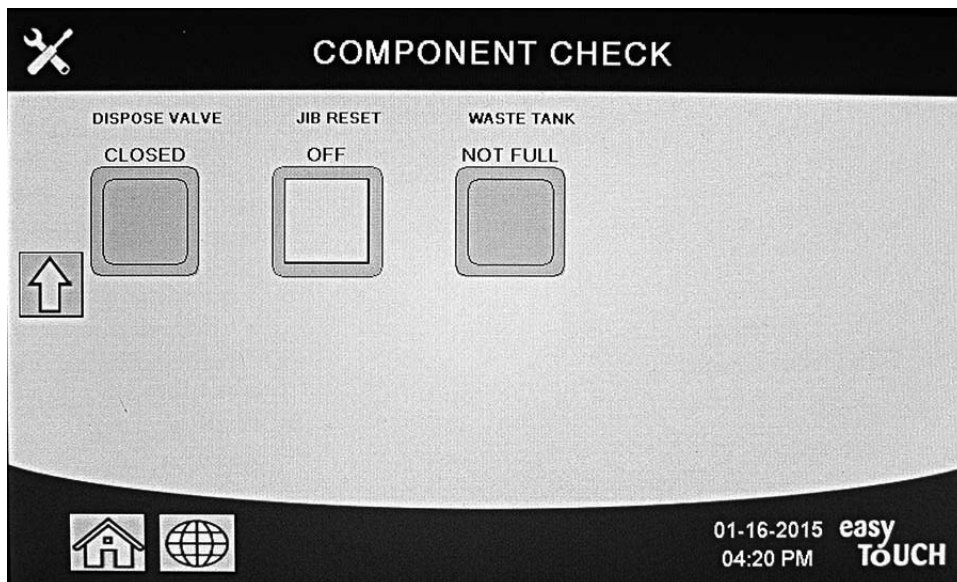 COMPONENT CHECK
DISPOSE VALVE
CLOSED
JIB RESET
OFF
WASTE TANK
NOT FULL
01-16-2015
04:20 PM
easy
ToUCH